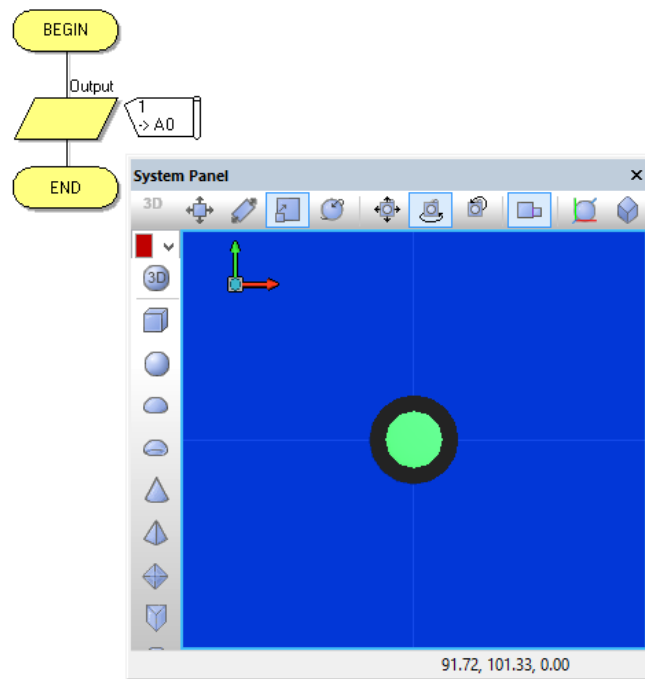 BEGIN
Output
1
-> A0
END
System Panel
3D
3D
91.72, 101.33, 0.00